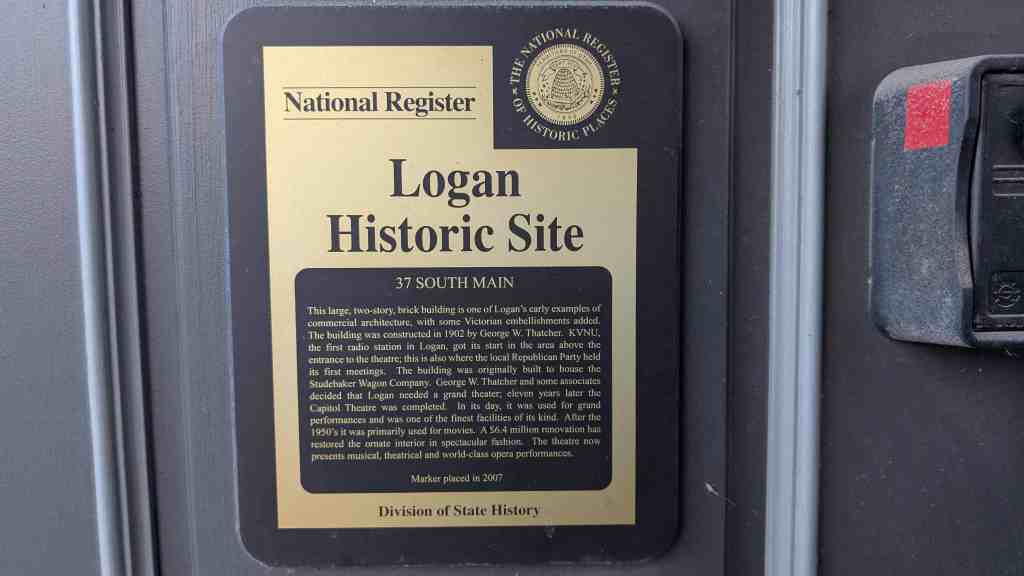 THE NATIONAL REGISTER
OF HISTORIC PLACES
National Register
Logan
Historic Site
37 SOUTH MAIN
This large, two-story, brick building is one of Logan's early examples of
commercial architecture, with some Victorian embellishments added.
The building was constructed in 1902 by George W. Thatcher. KVNU,
the first radio station in Logan, got its start in the area above the
entrance to the theatre; this is also where the local Republican Party held
its first meetings. The building was originally built to house the
Studebaker Wagon Company. George W. Thatcher and some associates
decided that Logan needed a grand theater; eleven years later the
Capitol Theatre was completed. In its day, it was used for grand
performances and was one of the finest facilities of its kind. After the
1950's it was primarily used for movies. A $6.4 million renovation has
restored the ornate interior in spectacular fashion. The theatre now
presents musical, theatrical and world-class opera performances.
Marker placed in 2007
Division of State History